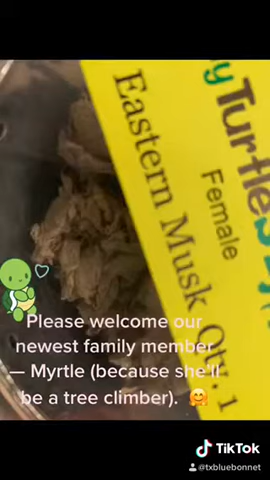 yTurtleS
Female
Eastern Musk Qty. 1
Please welcome our
newest family member
— Myrtle (because she'll
be a tree climber). 🤗
TikTok
@txbluebonnet